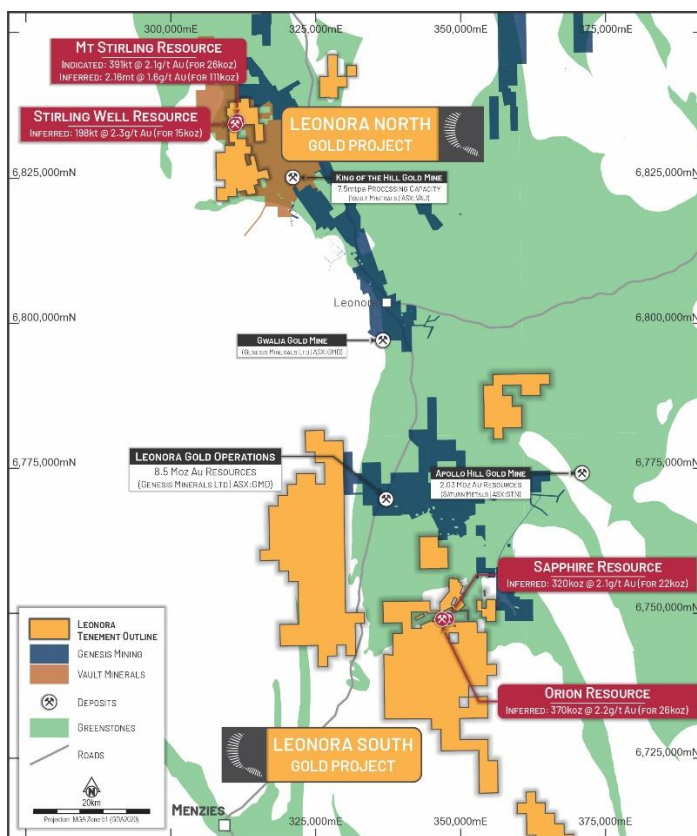 300,000mE
325,000mE
350,000mE
375,000mE
Mt Stirling Resource
Indicated: 391kt @ 2.1g/t Au (for 26koz)
Inferred: 2.16mt @ 1.6g/t Au (for 111koz)
Stirling Well Resource
Inferred: 198kt @ 2.3g/t Au (for 15koz)
LEONORA NORTH
GOLD PROJECT
6,825,000mN
6,825,000mN
King of the Hill Gold Mine
7.5mtpa Processing Capacity
(Vault Minerals | ASX:VAU)
Leonora
6,800,000mN
6,800,000mN
Gwalia Gold Mine
(Genesis Minerals Ltd | ASX:GMD)
6,775,000mN
6,775,000mN
Leonora Gold Operations
8.5 Moz Au Resources
(Genesis Minerals Ltd | ASX:GMD)
Apollo Hill Gold Mine
2.03 Moz Au Resources
(Saturn Metals | ASX:STN)
Sapphire Resource
Inferred: 320koz @ 2.1g/t Au (for 22koz)
6,750,000mN
Orion Resource
Inferred: 370koz @ 2.2g/t Au (for 26koz)
Leonora
Tenement Outline
Genesis Mining
Vault Minerals
Deposits
Greenstones
Roads
N
20km
Projection: MGA Zone 51 (GDA2020)
LEONORA SOUTH
GOLD PROJECT
6,725,000mN
Menzies
325,000mE
350,000mE
375,000mE